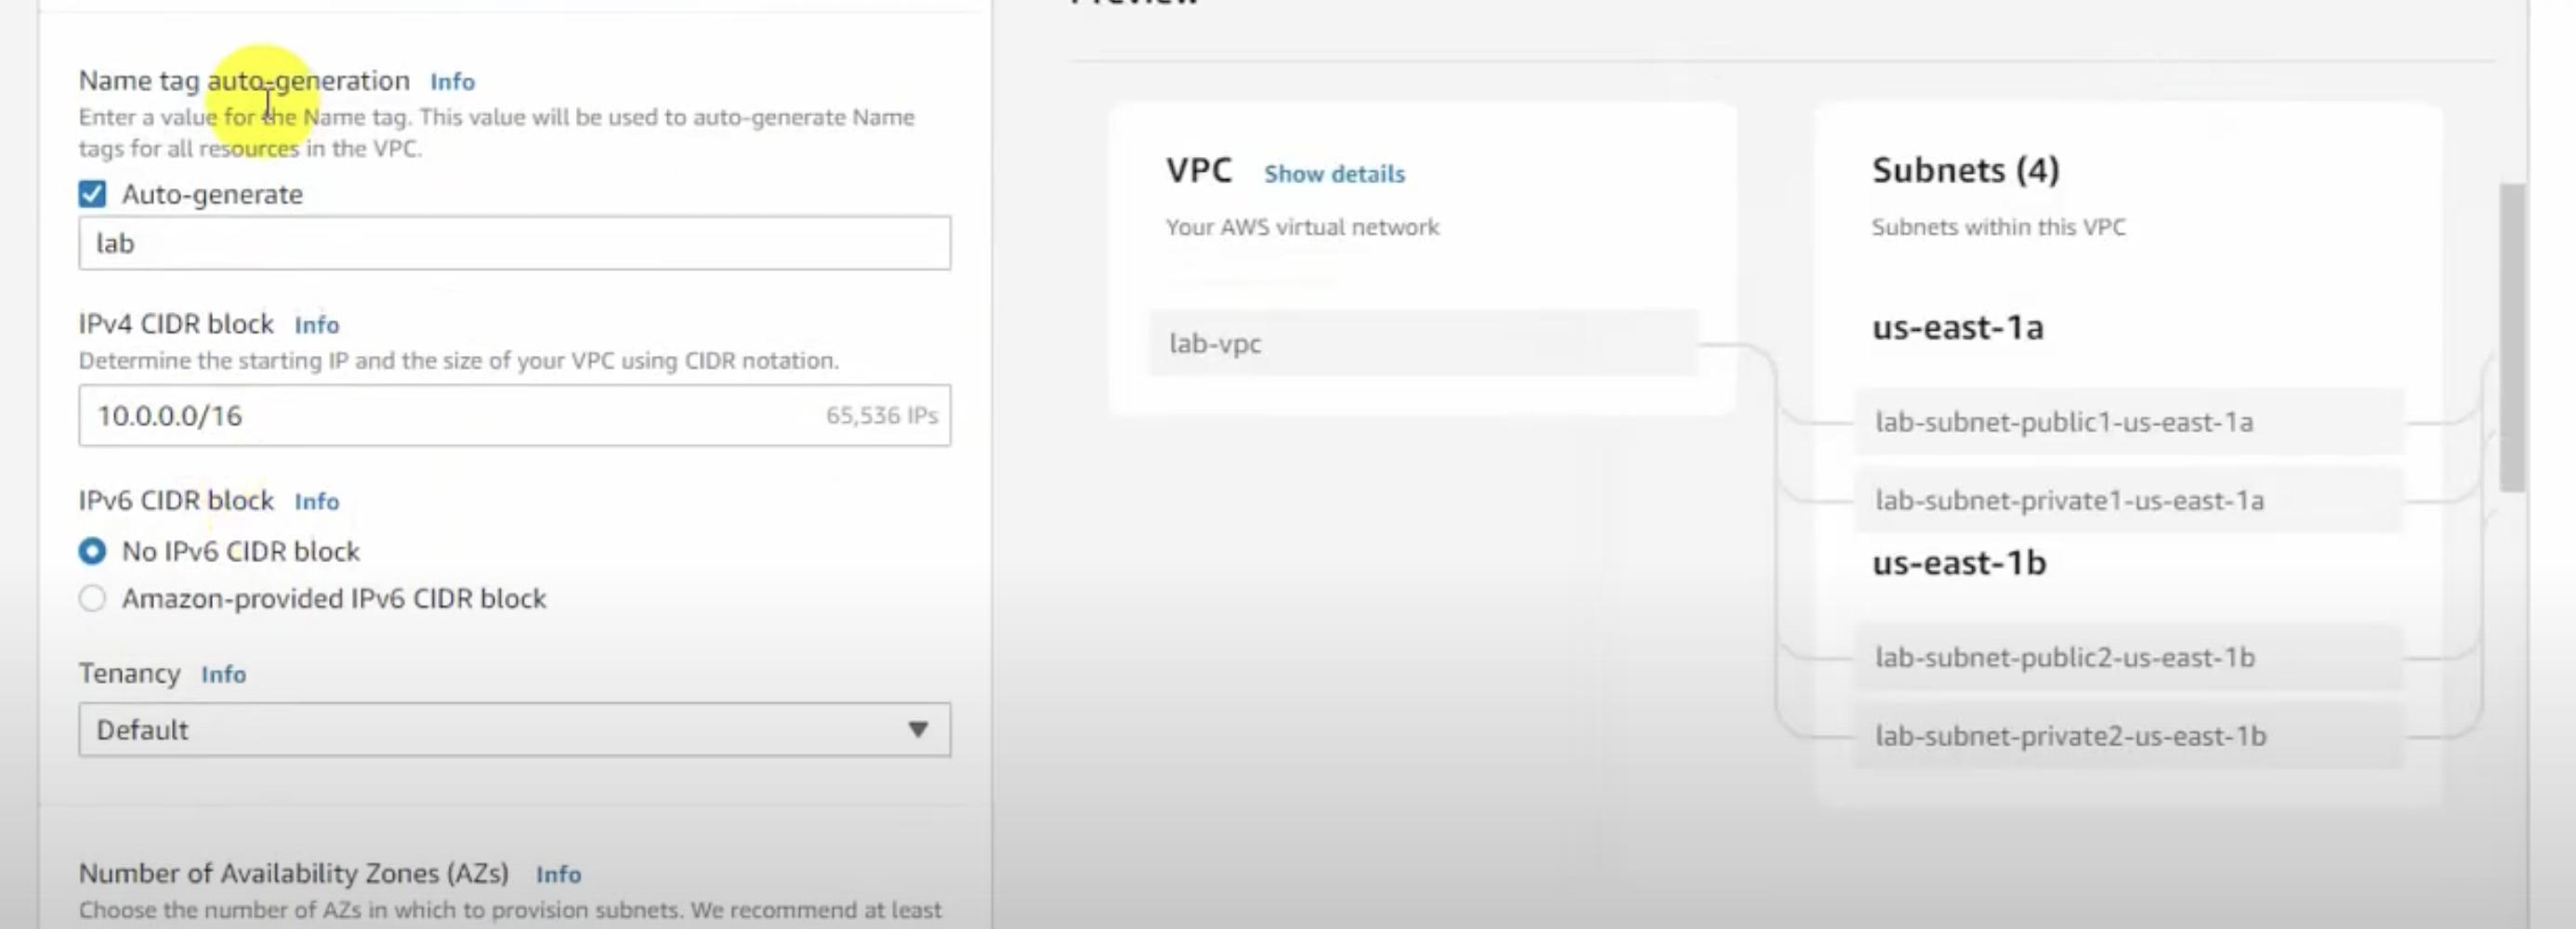 Preview
Name tag auto-generation Info
Enter a value for the Name tag. This value will be used to auto-generate Name
tags for all resources in the VPC.
Auto-generate
lab
IPv4 CIDR block Info
Determine the starting IP and the size of your VPC using CIDR notation.
10.0.0.0/16 65,536 IPs
IPv6 CIDR block Info
No IPv6 CIDR block
Amazon-provided IPv6 CIDR block
Tenancy Info
Default
Number of Availability Zones (AZs) Info
Choose the number of AZs in which to provision subnets. We recommend at least
VPC Show details
Your AWS virtual network
lab-vpc
Subnets (4)
Subnets within this VPC
us-east-1a
lab-subnet-public1-us-east-1a
lab-subnet-private1-us-east-1a
us-east-1b
lab-subnet-public2-us-east-1b
lab-subnet-private2-us-east-1b